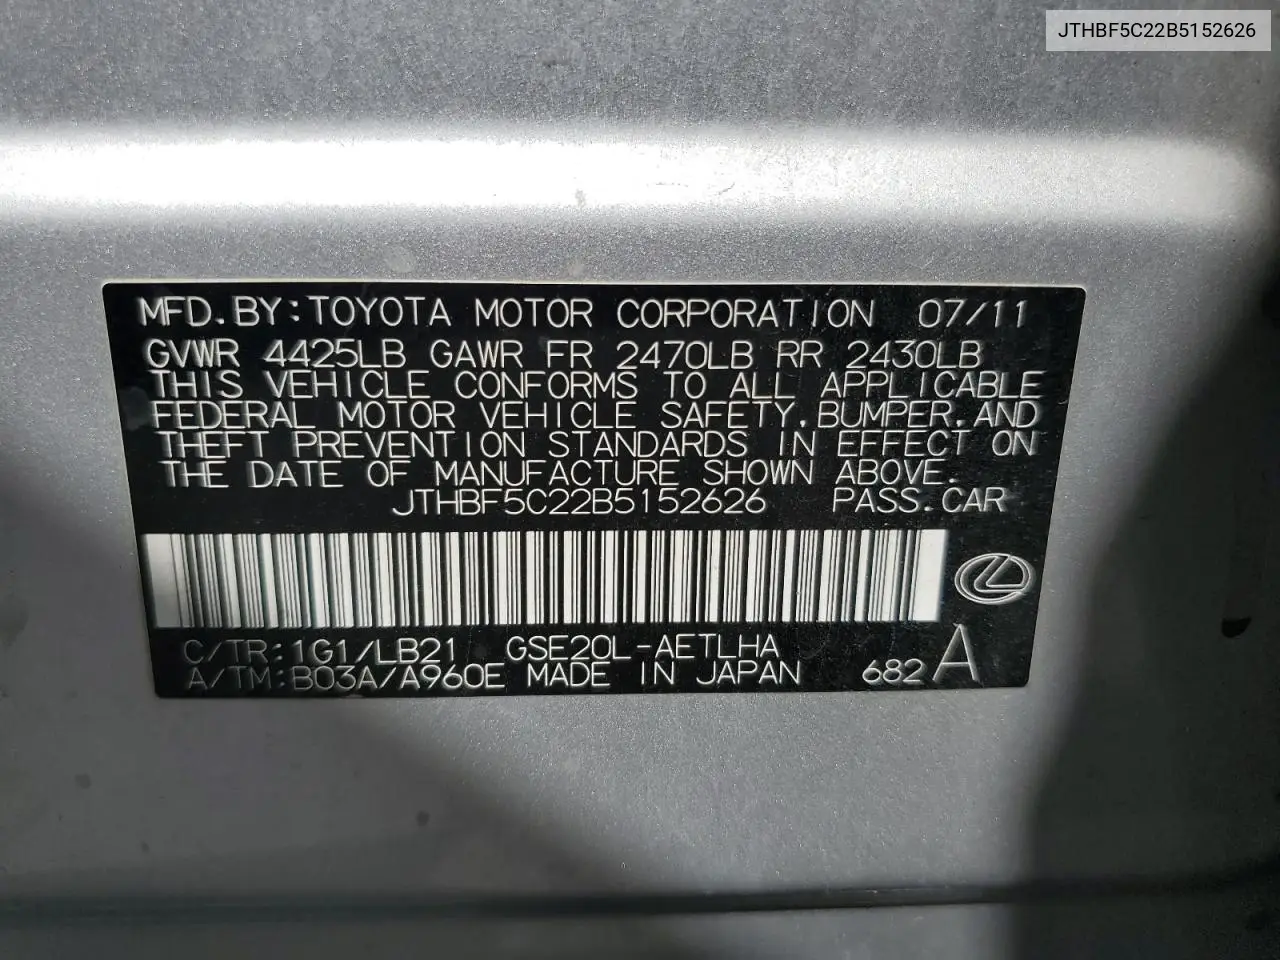 JTHBF5C22B5152626
MFD.BY:TOYOTA MOTOR CORPORATION 07/11
GVWR 4425LB GAWR FR 2470LB RR 2430LB
THIS VEHICLE CONFORMS TO ALL APPLICABLE
FEDERAL MOTOR VEHICLE SAFETY,BUMPER,AND
THEFT PREVENTION STANDARDS IN EFFECT ON
THE DATE OF MANUFACTURE SHOWN ABOVE.
JTHBF5C22B5152626 PASS.CAR
C/TR:1G1/LB21 GSE20L-AETLHA
A/TM:B03A/A960E MADE IN JAPAN 682A